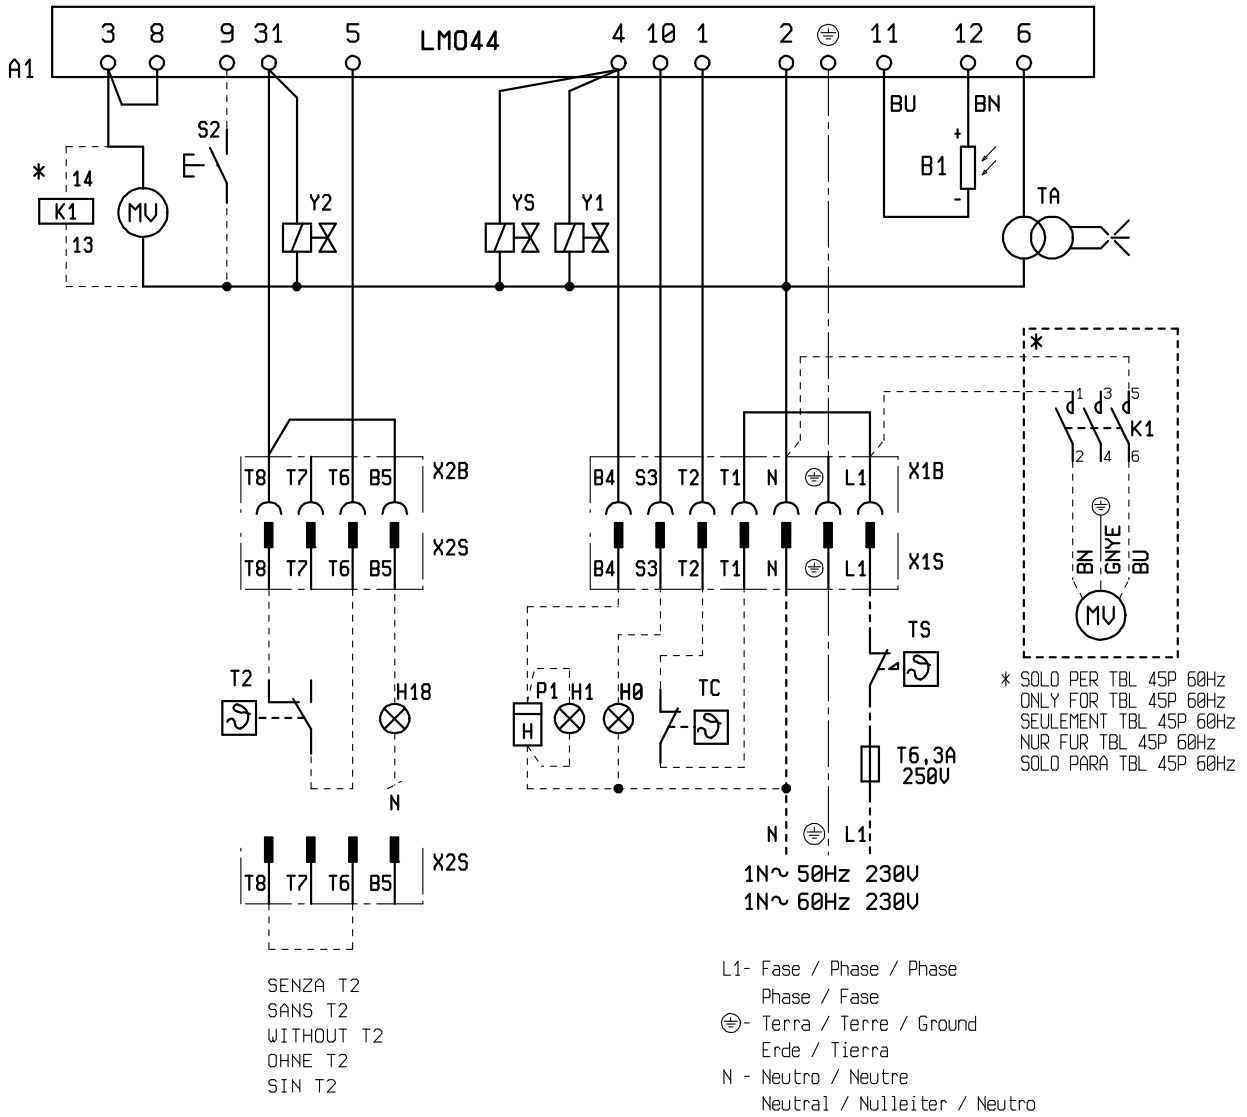 3 8 9 31 5 LMO44 4 10 1 2 11 12 6
A1
BU BN
S2
+
* 14
B1
K1 MV Y2 YS Y1 TA
-
13
*
1 3 5
K1
2 4 6
T8 T7 T6 B5 X2B
B4 S3 T2 T1 N L1 X1B
X2S
T8 T7 T6 B5
X1S
B4 S3 T2 T1 N L1
BN GNYE BU
MV
TS
T2 H18
P1 H1 H0 TC
H
* SOLO PER TBL 45P 60Hz
ONLY FOR TBL 45P 60Hz
SEULEMENT TBL 45P 60Hz
NUR FUR TBL 45P 60Hz
SOLO PARA TBL 45P 60Hz
T6,3A
250V
N
N L1
X2S
T8 T7 T6 B5
1N~ 50Hz 230V
1N~ 60Hz 230V
SENZA T2
SANS T2
WITHOUT T2
OHNE T2
SIN T2
L1- Fase / Phase / Phase
Phase / Fase
- Terra / Terre / Ground
Erde / Tierra
N - Neutro / Neutre
Neutral / Nulleiter / Neutro